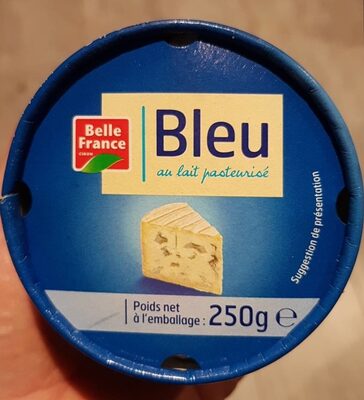 Belle
France
Bleu
au lait pasteurisé
Suggestion de présentation
Poids net
à l'emballage : 250g ℮